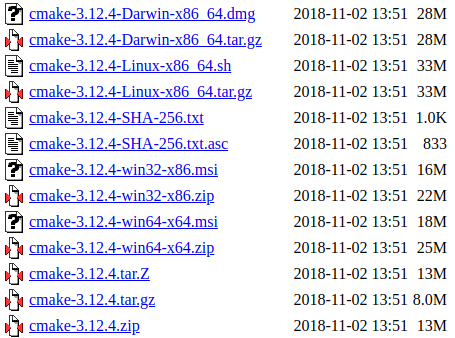 cmake-3.12.4-Darwin-x86_64.dmg 2018-11-02 13:51 28M
cmake-3.12.4-Darwin-x86_64.tar.gz 2018-11-02 13:51 28M
cmake-3.12.4-Linux-x86_64.sh 2018-11-02 13:51 33M
cmake-3.12.4-Linux-x86_64.tar.gz 2018-11-02 13:51 33M
cmake-3.12.4-SHA-256.txt 2018-11-02 13:51 1.0K
cmake-3.12.4-SHA-256.txt.asc 2018-11-02 13:51 833
cmake-3.12.4-win32-x86.msi 2018-11-02 13:51 16M
cmake-3.12.4-win32-x86.zip 2018-11-02 13:51 22M
cmake-3.12.4-win64-x64.msi 2018-11-02 13:51 18M
cmake-3.12.4-win64-x64.zip 2018-11-02 13:51 25M
cmake-3.12.4.tar.Z 2018-11-02 13:51 13M
cmake-3.12.4.tar.gz 2018-11-02 13:51 8.0M
cmake-3.12.4.zip 2018-11-02 13:51 13M